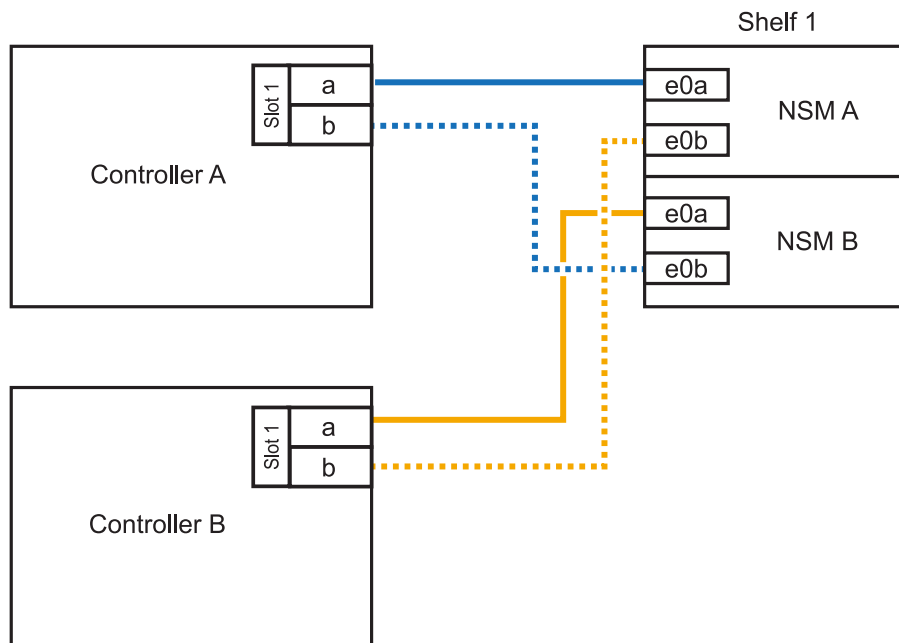 Shelf 1
Slot 1
a
b
Controller A
e0a
e0b
NSM A
e0a
e0b
NSM B
Slot 1
a
b
Controller B